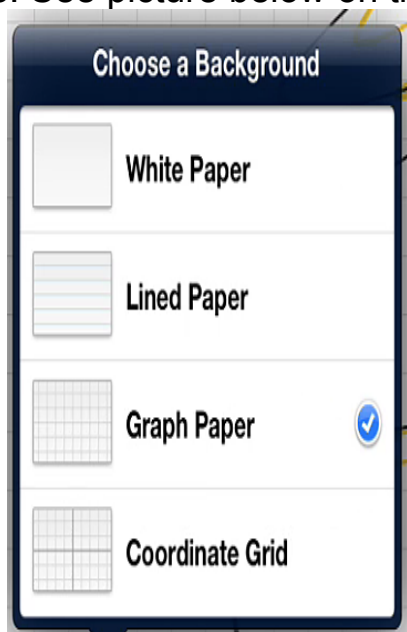 Choose a Background
White Paper
Lined Paper
Graph Paper
Coordinate Grid